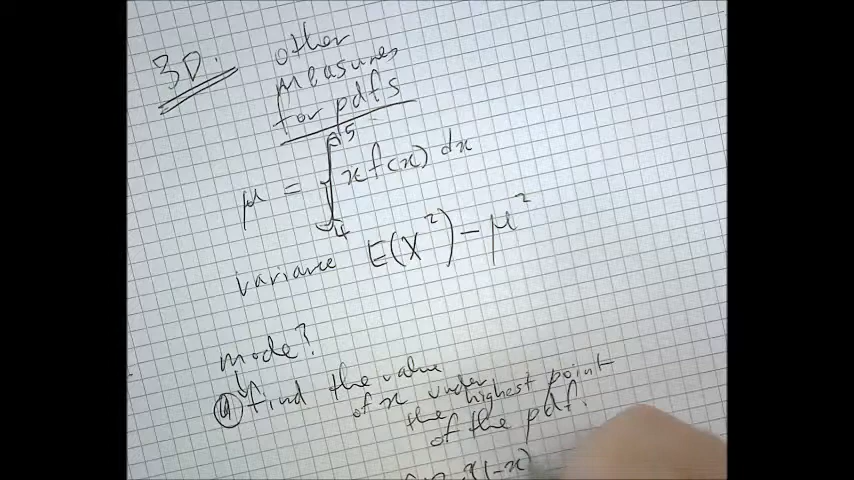 3D.
other
measures
for pdfs
μ = ∫₄⁵ x f(x) dx
variance E(X²) - μ²
mode?
① find the value
of x under
the highest point
of the pdf.